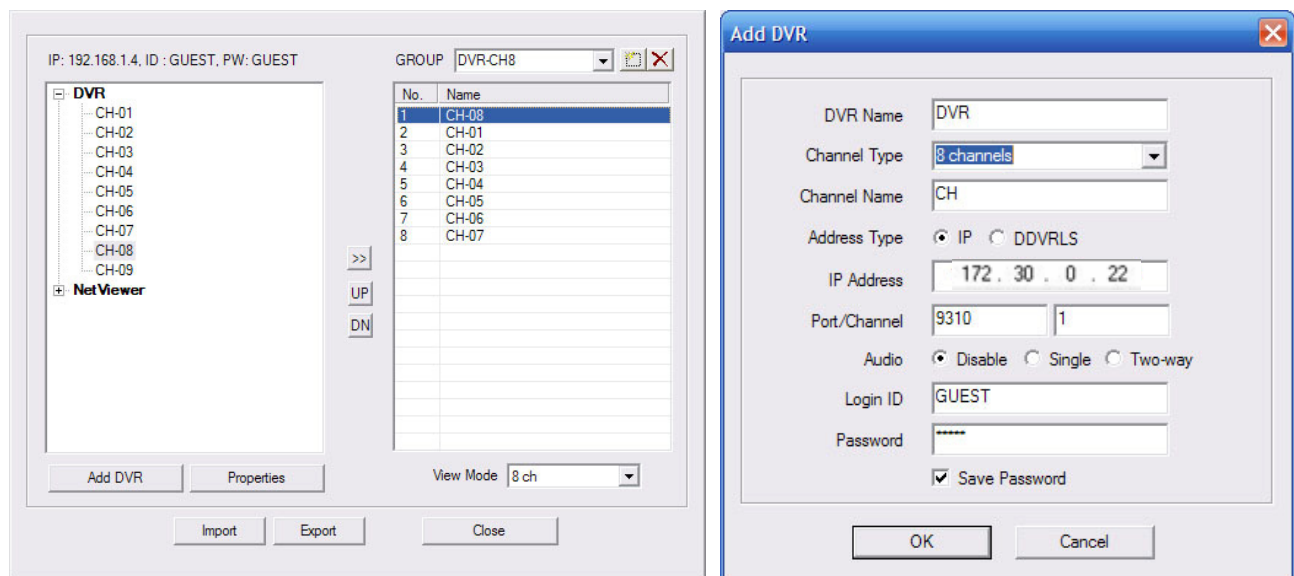 IP: 192.168.1.4, ID : GUEST, PW: GUEST
DVR
CH-01
CH-02
CH-03
CH-04
CH-05
CH-06
CH-07
CH-08
CH-09
NetViewer
Add DVR
Properties
>>
UP
DN
GROUP DVR-CH8
No. Name
1 CH-08
2 CH-01
3 CH-02
4 CH-03
5 CH-04
6 CH-05
7 CH-06
8 CH-07
View Mode 8 ch
Import Export Close
Add DVR
DVR Name DVR
Channel Type 8 channels
Channel Name CH
Address Type IP DDVRLS
IP Address 172 . 30 . 0 . 22
Port/Channel 9310 1
Audio Disable Single Two-way
Login ID GUEST
Password *****
Save Password
OK Cancel